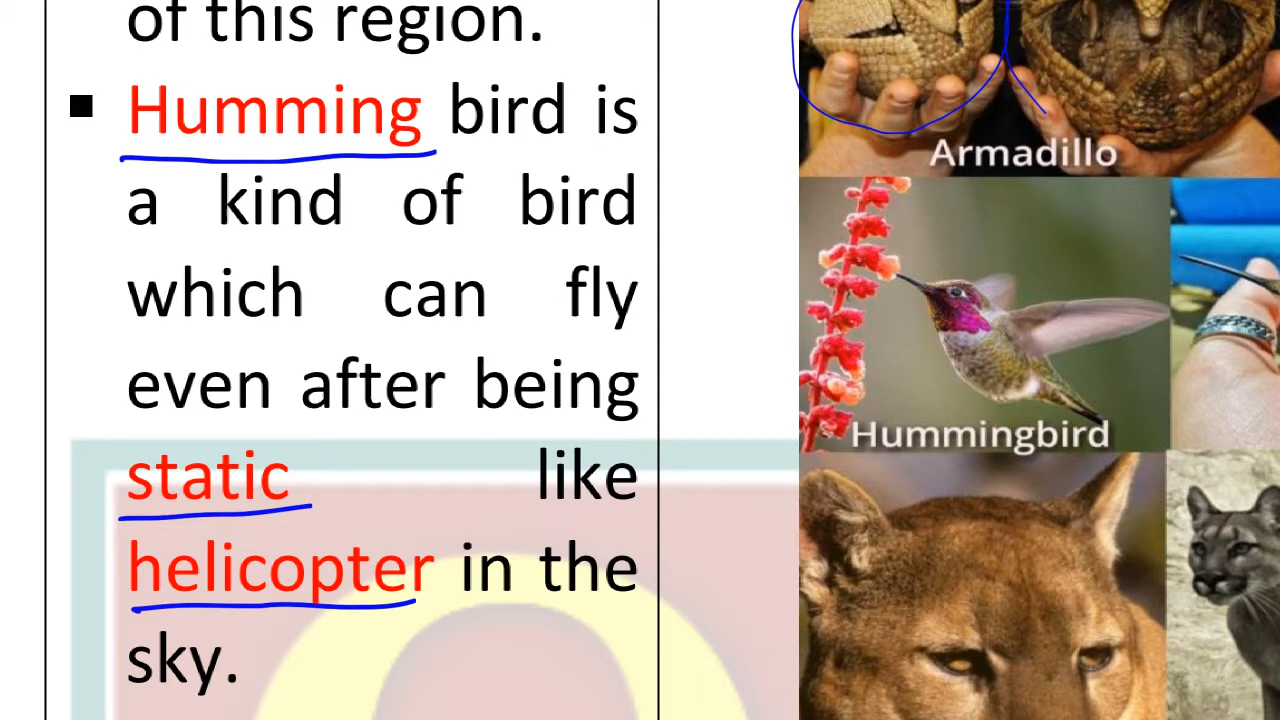 of this region.
▪ Humming bird is
a kind of bird
which can fly
even after being
static like
helicopter in the
sky.
Armadillo
Hummingbird